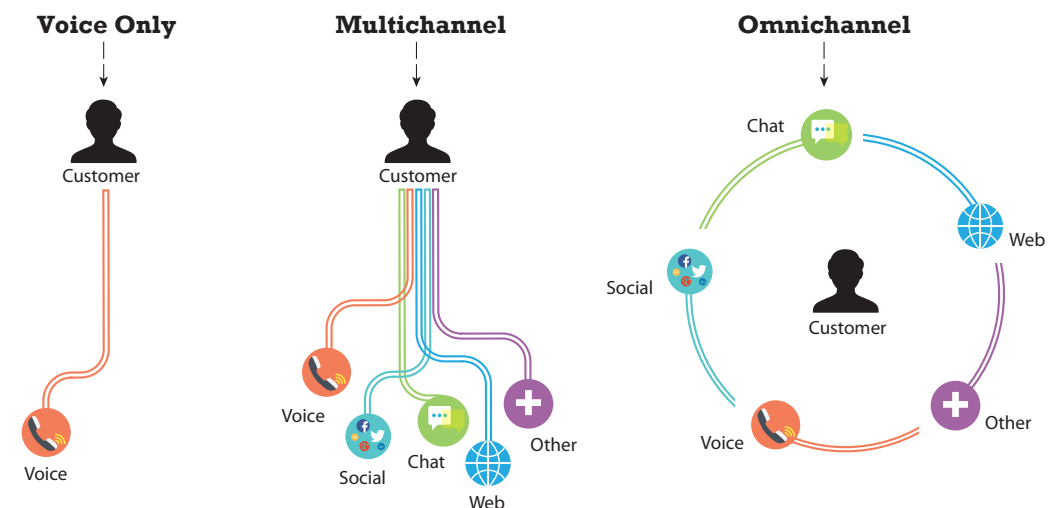 Voice Only
Customer
Voice
Multichannel
Customer
Voice
Social
Chat
Web
Other
Omnichannel
Chat
Web
Social
Customer
Voice
Other